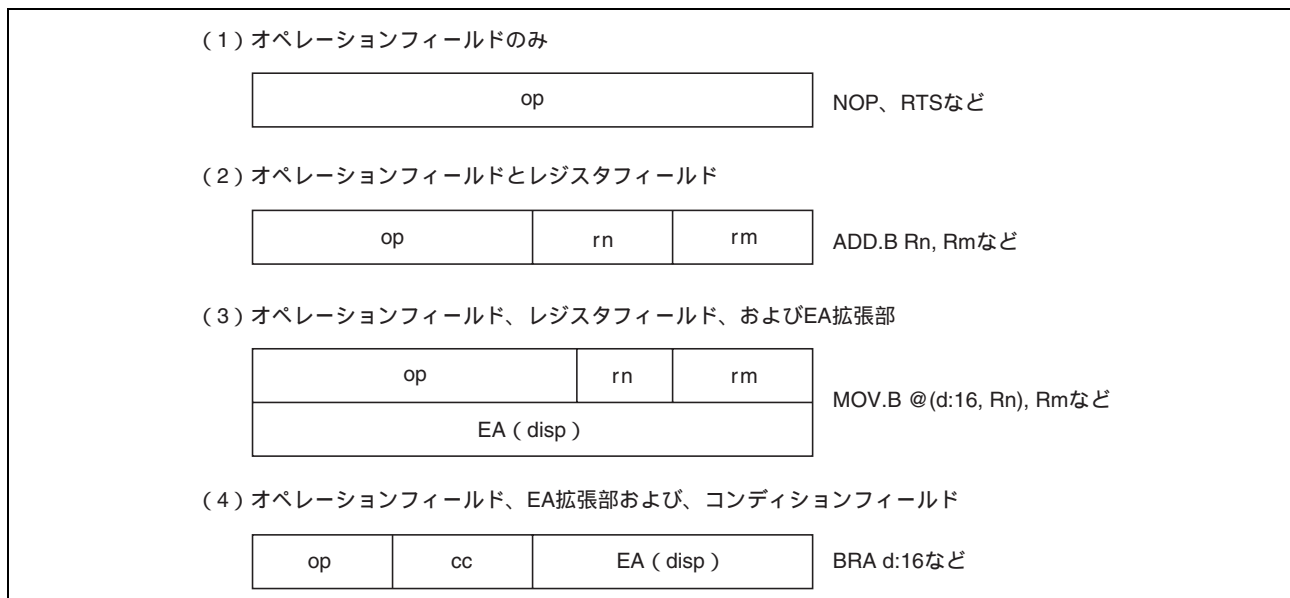 （1）オペレーションフィールドのみ
op
NOP、RTSなど
（2）オペレーションフィールドとレジスタフィールド
op rn rm
ADD.B Rn, Rmなど
（3）オペレーションフィールド、レジスタフィールド、およびEA拡張部
op rn rm
EA（disp）
MOV.B @(d:16, Rn), Rmなど
（4）オペレーションフィールド、EA拡張部および、コンディションフィールド
op cc EA（disp）
BRA d:16など